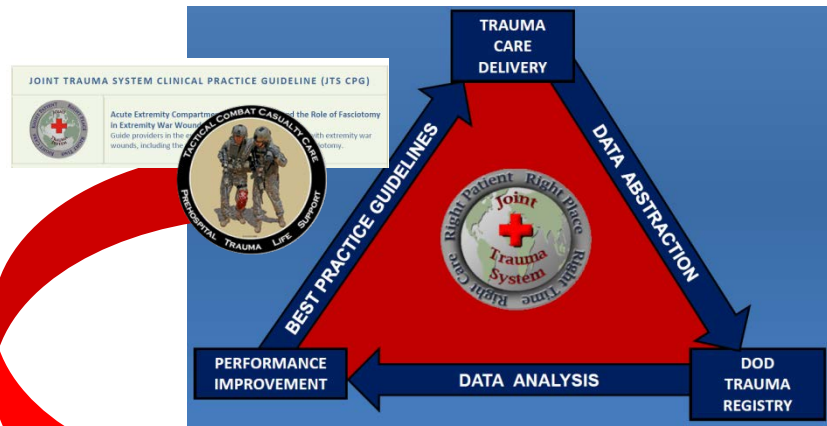 TRAUMA
CARE
DELIVERY
JOINT TRAUMA SYSTEM CLINICAL PRACTICE GUIDELINE (JTS CPG)
Acute Extremity Compartment d the Role of Fasciotomy
in Extremity War Wound
Guide providers in the e with extremity war
wounds, including the otomy.
TACTICAL COMBAT CASUALTY CARE
PREHOSPITAL TRAUMA LIFE SUPPORT
BEST PRACTICE GUIDELINES
DATA ABSTRACTION
Right Patient Right Place Right Time Right Care
Joint
Trauma
System
PERFORMANCE
IMPROVEMENT
DATA ANALYSIS
DOD
TRAUMA
REGISTRY